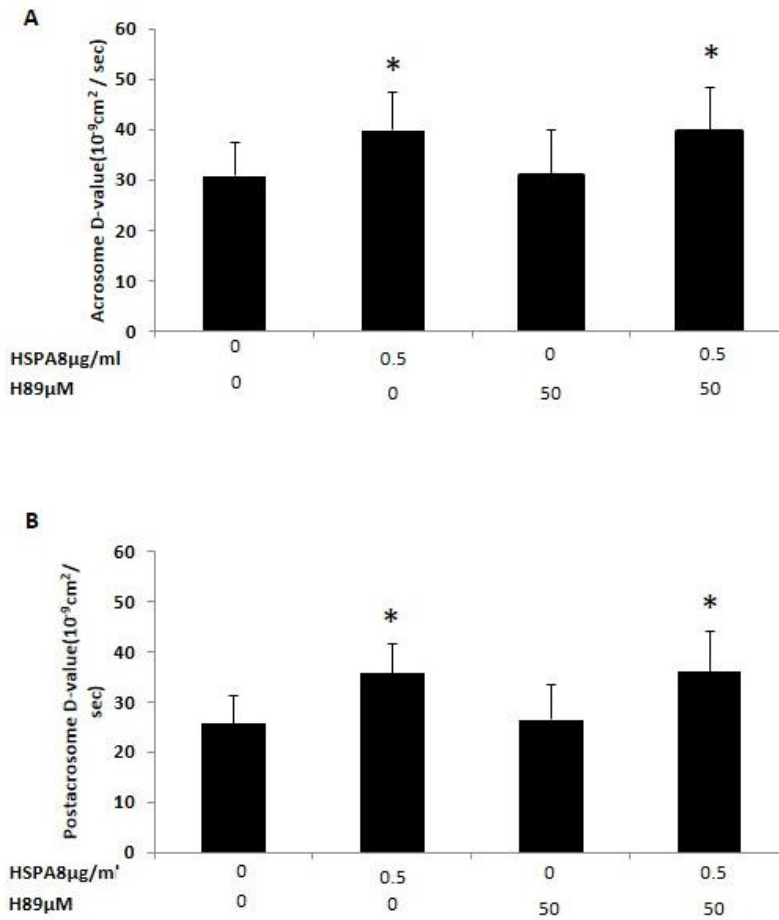 A
60
50
40
30
20
10
0
Acrosome D-value(10⁻⁹cm² / sec)
* *
HSPA8µg/ml 0 0.5 0 0.5
H89µM 0 0 50 50
B
60
50
40
30
20
10
0
Postacrosome D-value(10⁻⁹cm²/
sec)
* *
HSPA8µg/m' 0 0.5 0 0.5
H89µM 0 0 50 50